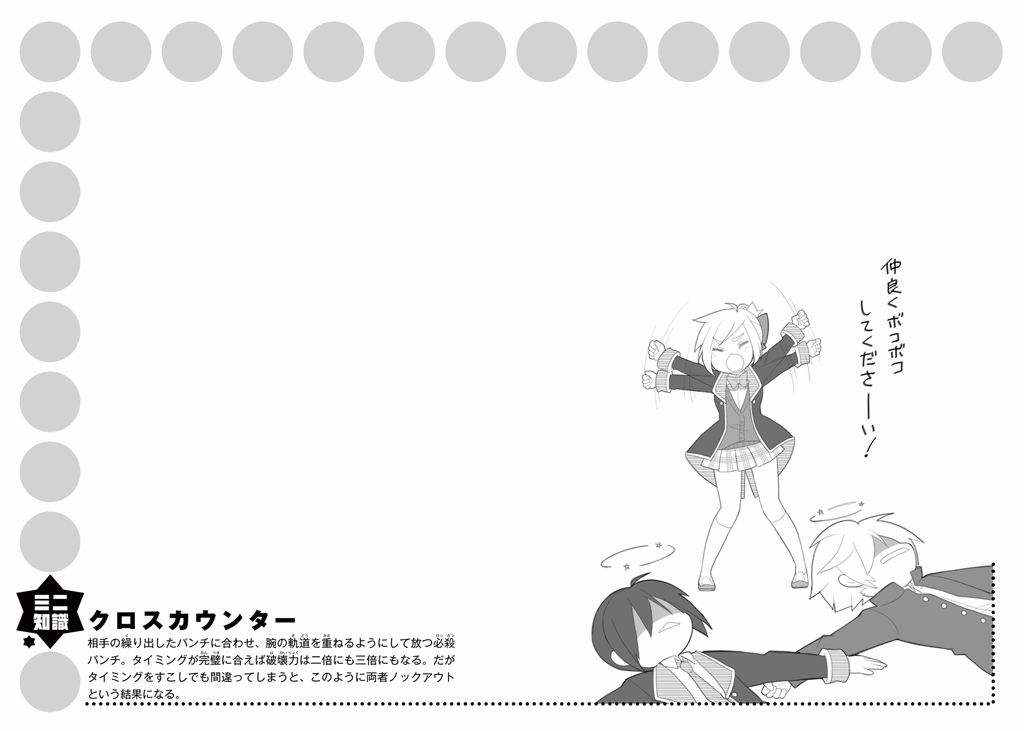 仲良くボコボコ
してくださーい!
ミニ
知識
クロスカウンター
相手の繰り出したパンチに合わせ、腕の軌道を重ねるようにして放つ必殺
パンチ。タイミングが完璧に合えば破壊力は二倍にも三倍にもなる。だが
タイミングをすこしでも間違ってしまうと、このように両者ノックアウト
という結果になる。